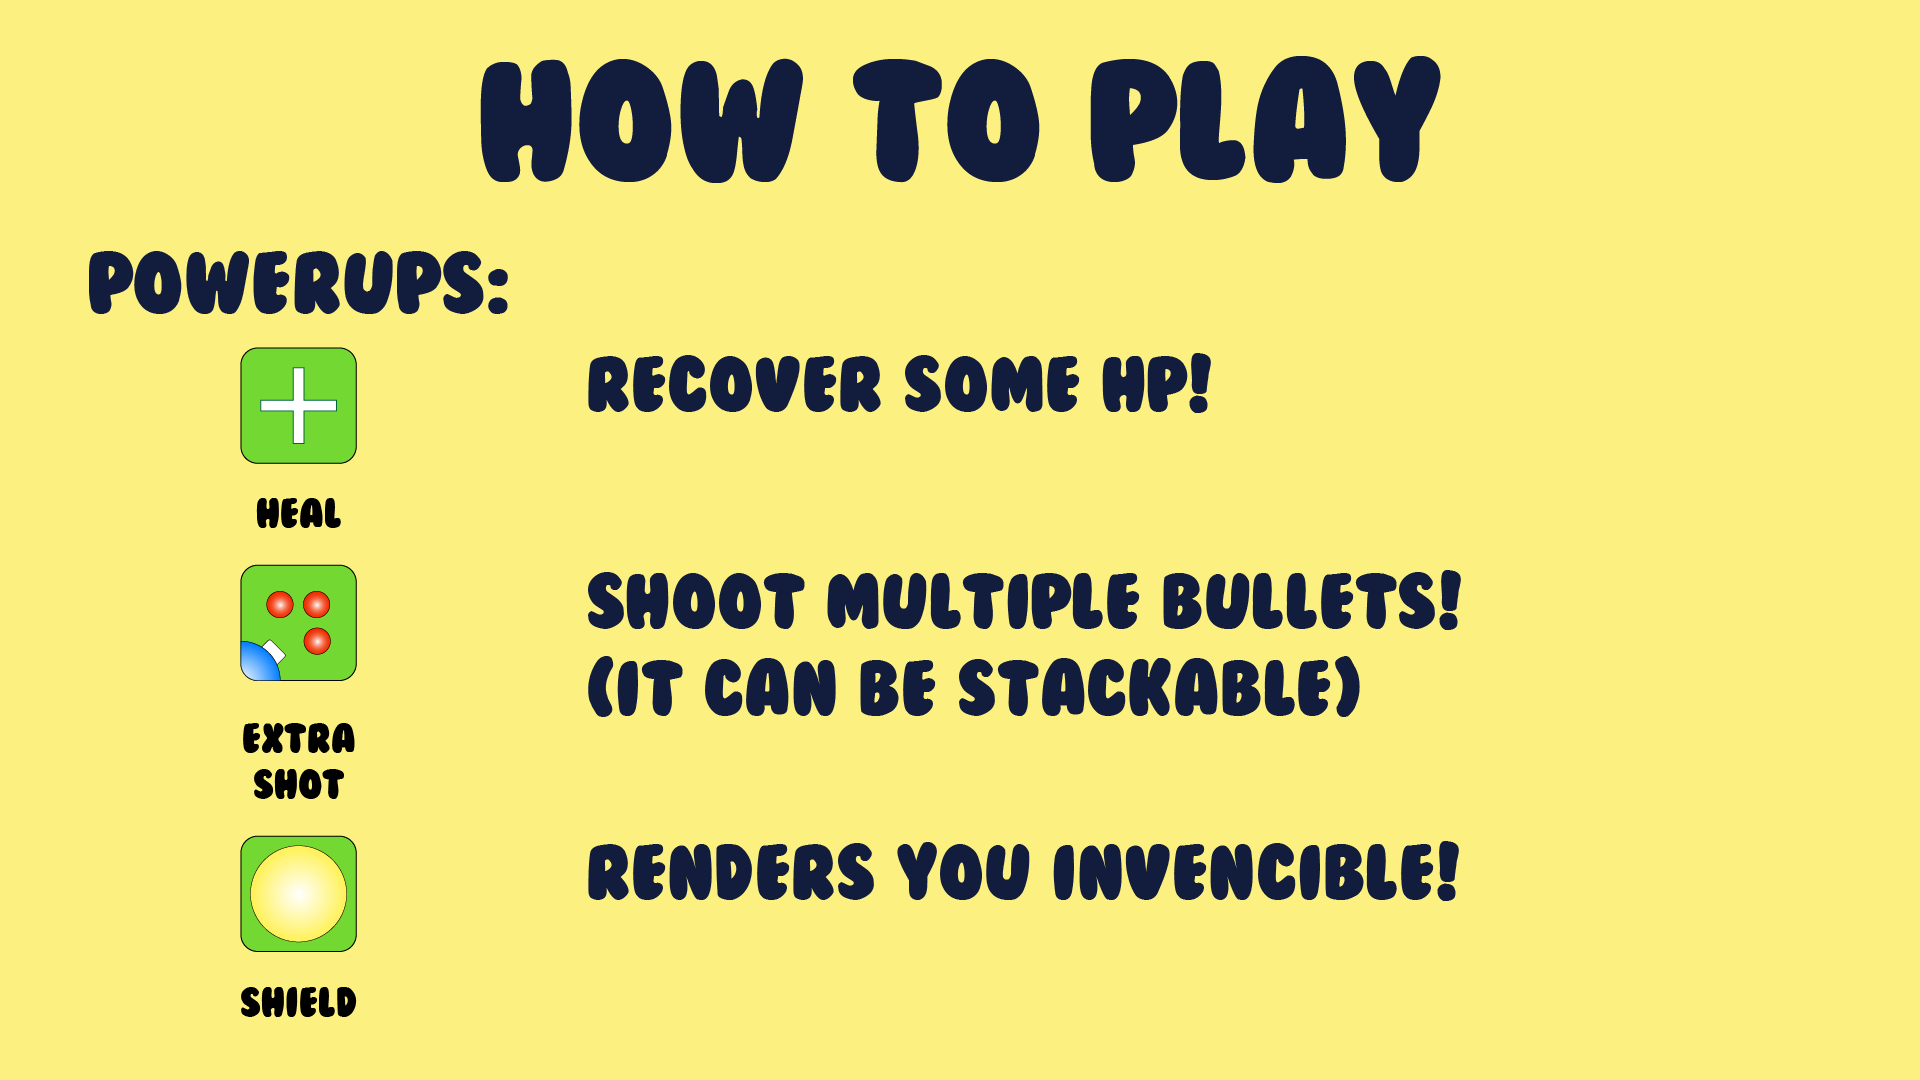 HOW TO PLAY
POWERUPS:
RECOVER SOME HP!
HEAL
SHOOT MULTIPLE BULLETS!
(IT CAN BE STACKABLE)
EXTRA
SHOT
RENDERS YOU INVENCIBLE!
SHIELD